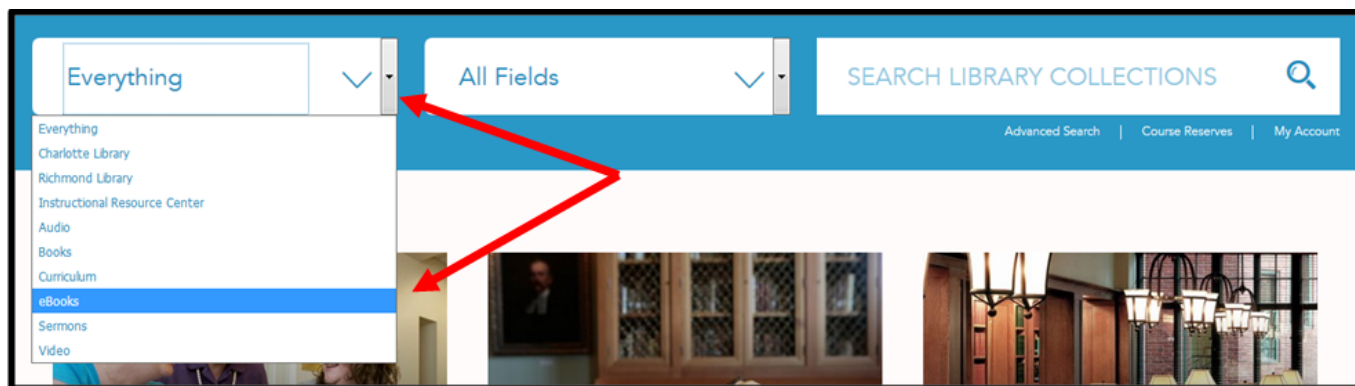 Everything
All Fields
SEARCH LIBRARY COLLECTIONS
Advanced Search | Course Reserves | My Account
Everything
Charlotte Library
Richmond Library
Instructional Resource Center
Audio
Books
Curriculum
eBooks
Sermons
Video